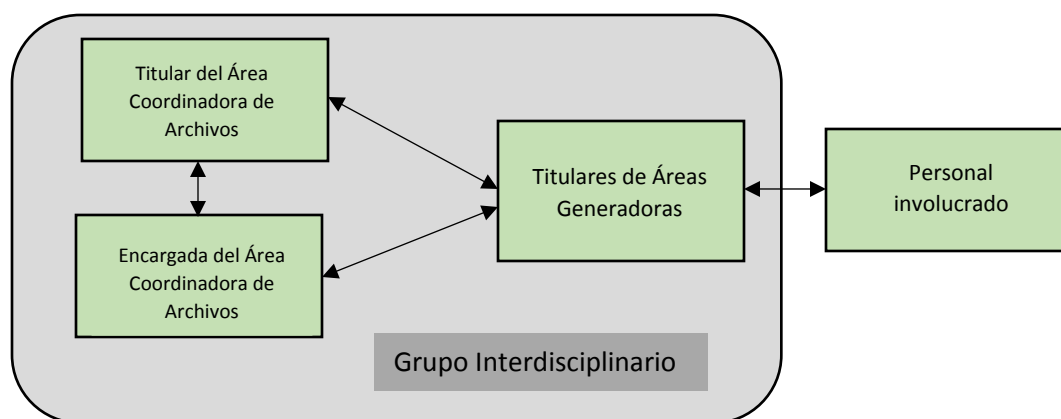 Titular del Área
Coordinadora de
Archivos
Encargada del Área
Coordinadora de
Archivos
Titulares de Áreas
Generadoras
Personal
involucrado
Grupo Interdisciplinario